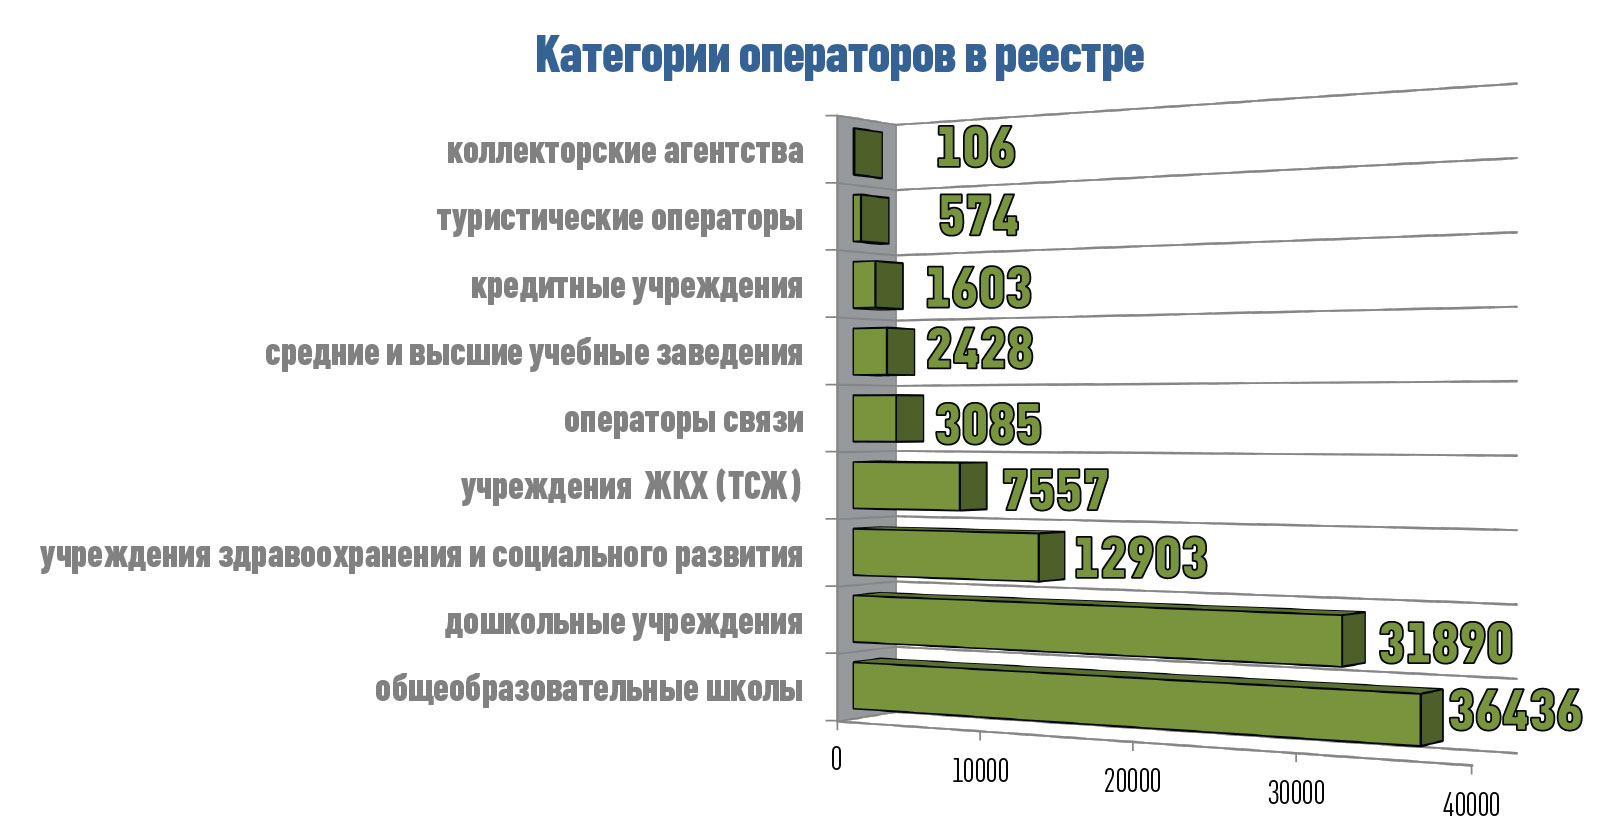 Категории операторов в реестре
коллекторские агентства 106
туристические операторы 574
кредитные учреждения 1603
средние и высшие учебные заведения 2428
операторы связи 3085
учреждения ЖКХ (ТСЖ) 7557
учреждения здравоохранения и социального развития 12903
дошкольные учреждения 31890
общеобразовательные школы 36436
0 10000 20000 30000 40000